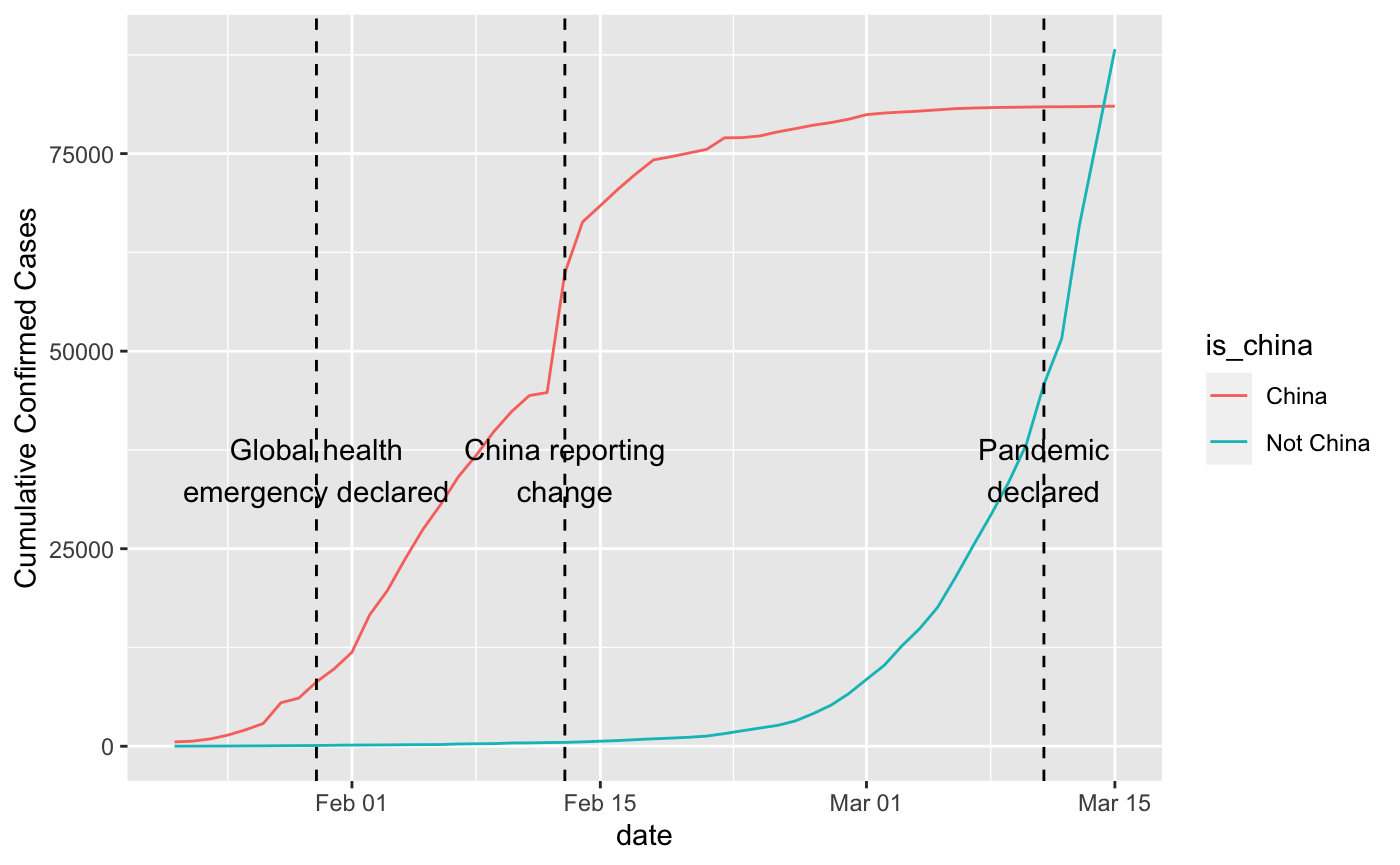 Cumulative Confirmed Cases
75000
50000
25000
0
Global health
emergency declared
China reporting
change
Pandemic
declared
Feb 01
Feb 15
Mar 01
Mar 15
date
is_china
China
Not China